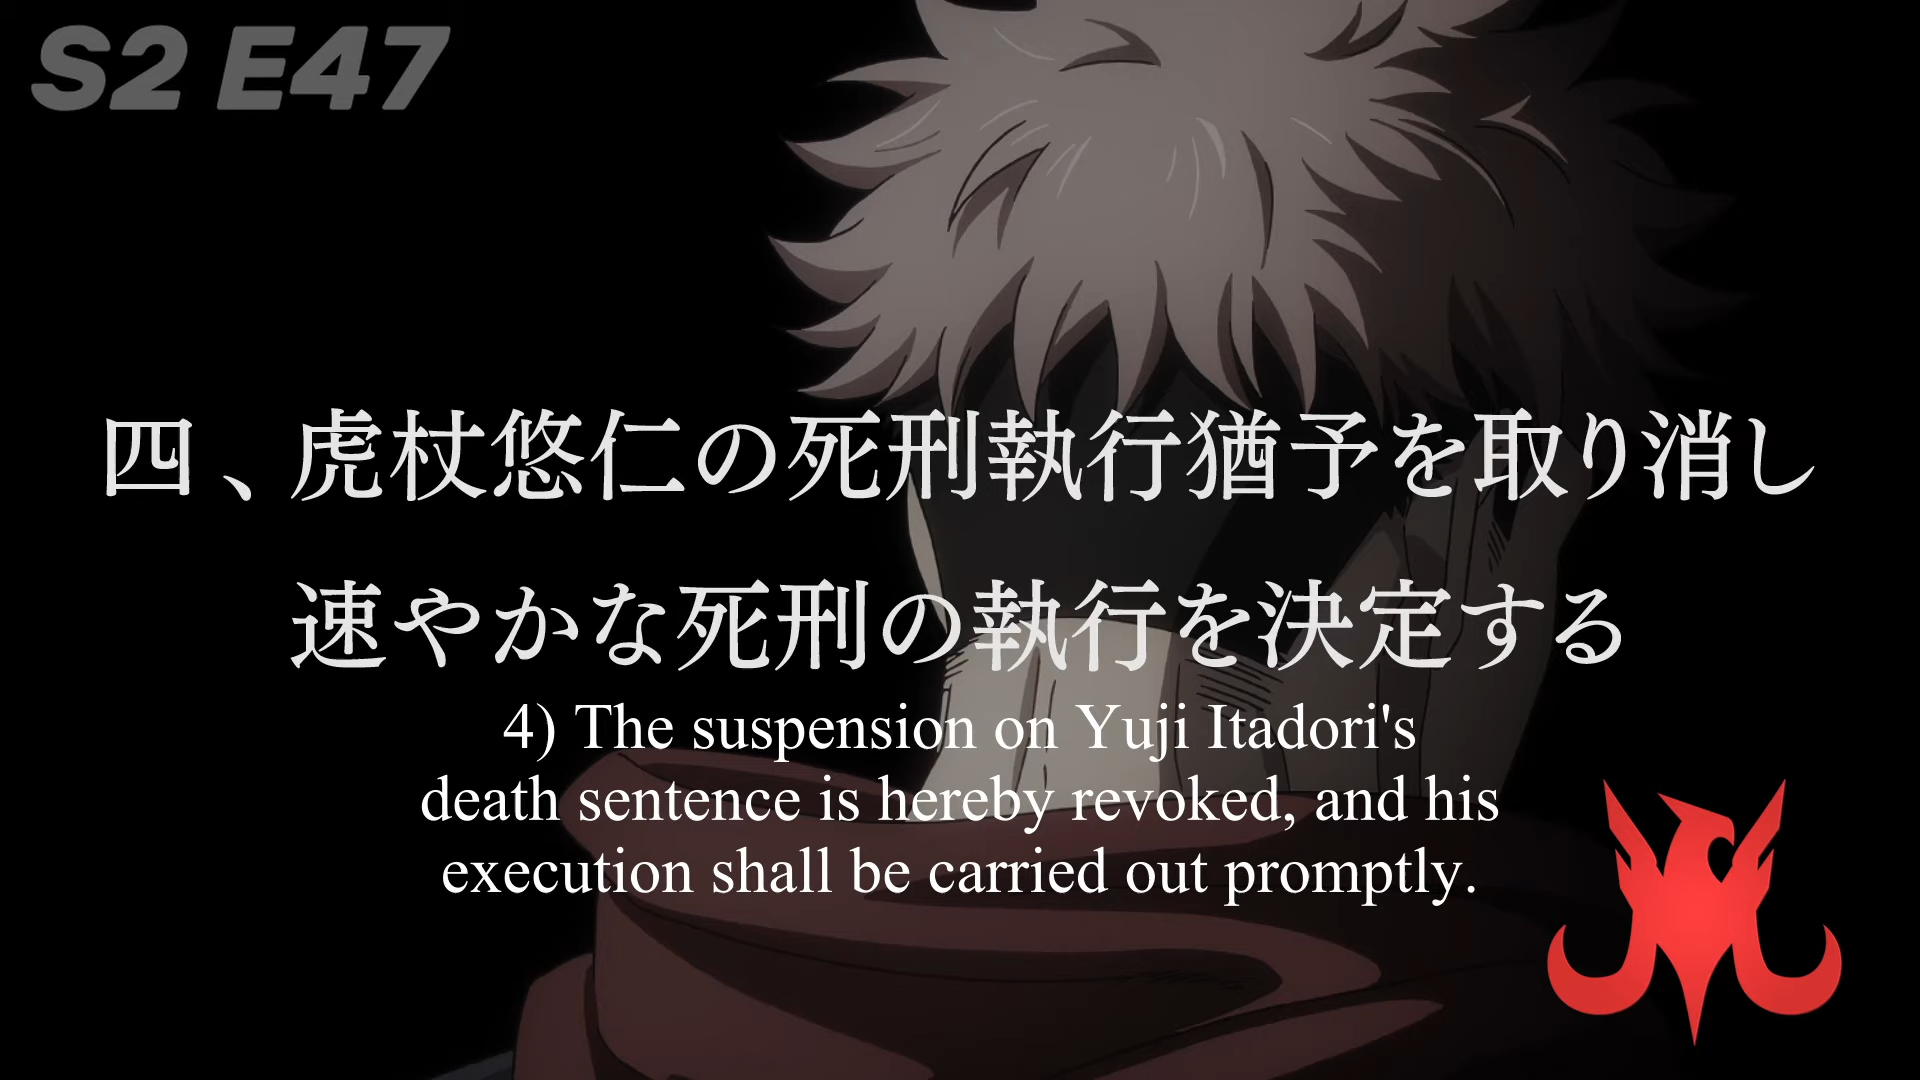 S2 E47
四、虎杖悠仁の死刑執行猶予を取り消し
速やかな死刑の執行を決定する
4) The suspension on Yuji Itadori's
death sentence is hereby revoked, and his
execution shall be carried out promptly.